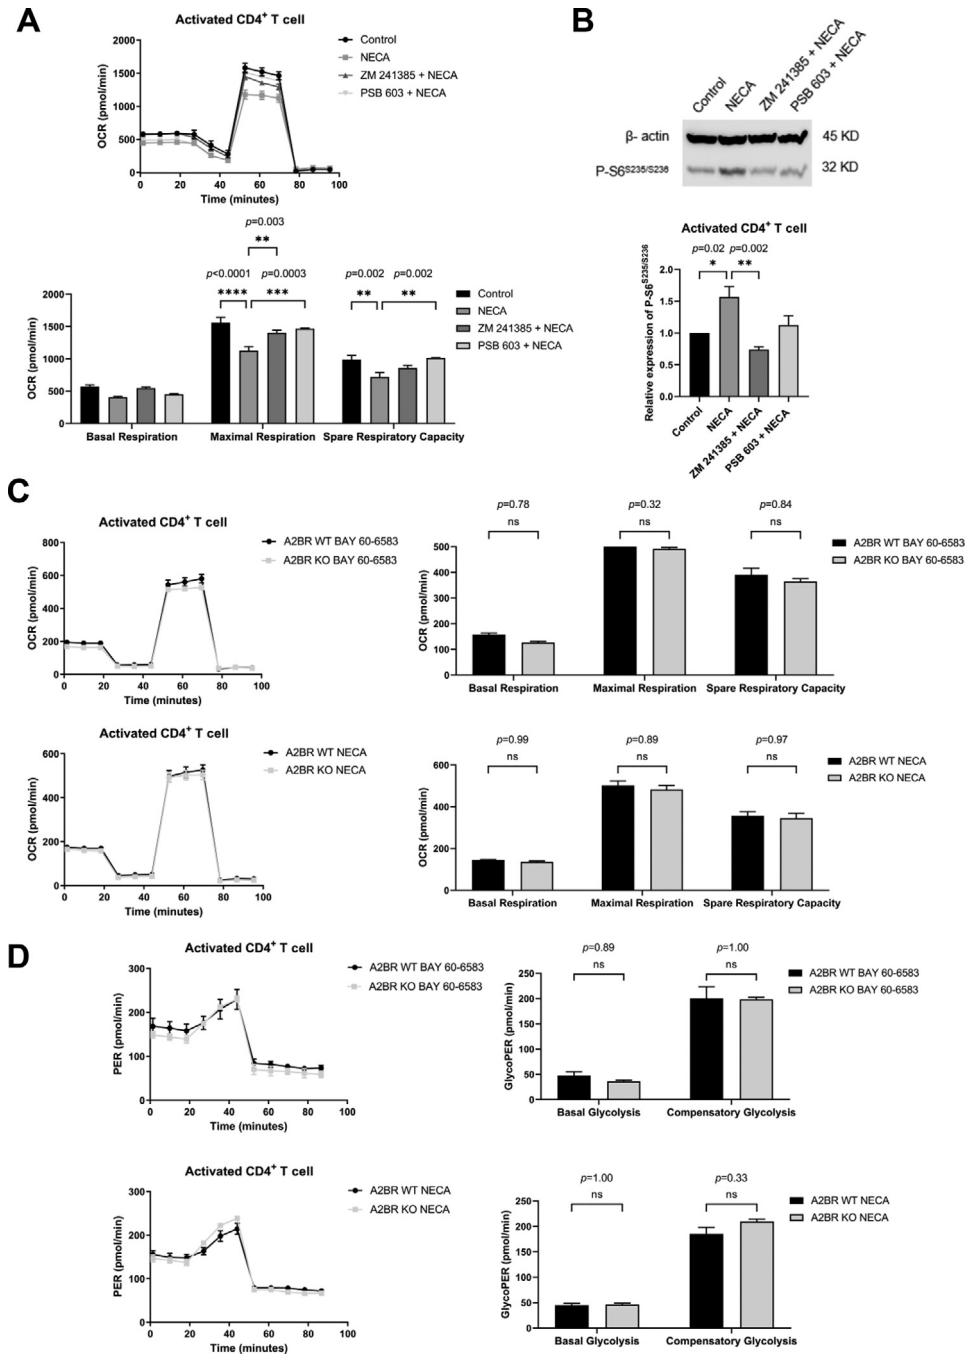 A
Activated CD4⁺ T cell
Control
NECA
ZM 241385 + NECA
PSB 603 + NECA
OCR (pmol/min)
2000
1500
1000
500
0
0 20 40 60 80 100
Time (minutes)
p=0.003
**
p<0.0001 p=0.0003 p=0.002 p=0.002
**** *** ** **
Control
NECA
ZM 241385 + NECA
PSB 603 + NECA
OCR (pmol/min)
2000
1500
1000
500
0
Basal Respiration Maximal Respiration Spare Respiratory Capacity
B
Control NECA ZM 241385 + NECA PSB 603 + NECA
β- actin 45 KD
P-S6S235/S236 32 KD
Activated CD4⁺ T cell
p=0.02 p=0.002
* **
Relative expression of P-S6S235/S236
2.0
1.5
1.0
0.5
0.0
Control NECA ZM 241385 + NECA PSB 603 + NECA
C
Activated CD4⁺ T cell
A2BR WT BAY 60-6583
A2BR KO BAY 60-6583
OCR (pmol/min)
800
600
400
200
0
0 20 40 60 80 100
Time (minutes)
p=0.78 p=0.32 p=0.84
ns ns ns
A2BR WT BAY 60-6583
A2BR KO BAY 60-6583
OCR (pmol/min)
500
400
300
200
100
0
Basal Respiration Maximal Respiration Spare Respiratory Capacity
Activated CD4⁺ T cell
A2BR WT NECA
A2BR KO NECA
OCR (pmol/min)
600
400
200
0
0 20 40 60 80 100
Time (minutes)
p=0.99 p=0.89 p=0.97
ns ns ns
A2BR WT NECA
A2BR KO NECA
OCR (pmol/min)
600
400
200
0
Basal Respiration Maximal Respiration Spare Respiratory Capacity
D
Activated CD4⁺ T cell
A2BR WT BAY 60-6583
A2BR KO BAY 60-6583
PER (pmol/min)
300
200
100
0
0 20 40 60 80 100
Time (minutes)
p=0.89 p=1.00
ns ns
A2BR WT BAY 60-6583
A2BR KO BAY 60-6583
GlycoPER (pmol/min)
250
200
150
100
50
0
Basal Glycolysis Compensatory Glycolysis
Activated CD4⁺ T cell
A2BR WT NECA
A2BR KO NECA
PER (pmol/min)
300
200
100
0
0 20 40 60 80 100
Time (minutes)
p=1.00 p=0.33
ns ns
A2BR WT NECA
A2BR KO NECA
GlycoPER (pmol/min)
250
200
150
100
50
0
Basal Glycolysis Compensatory Glycolysis